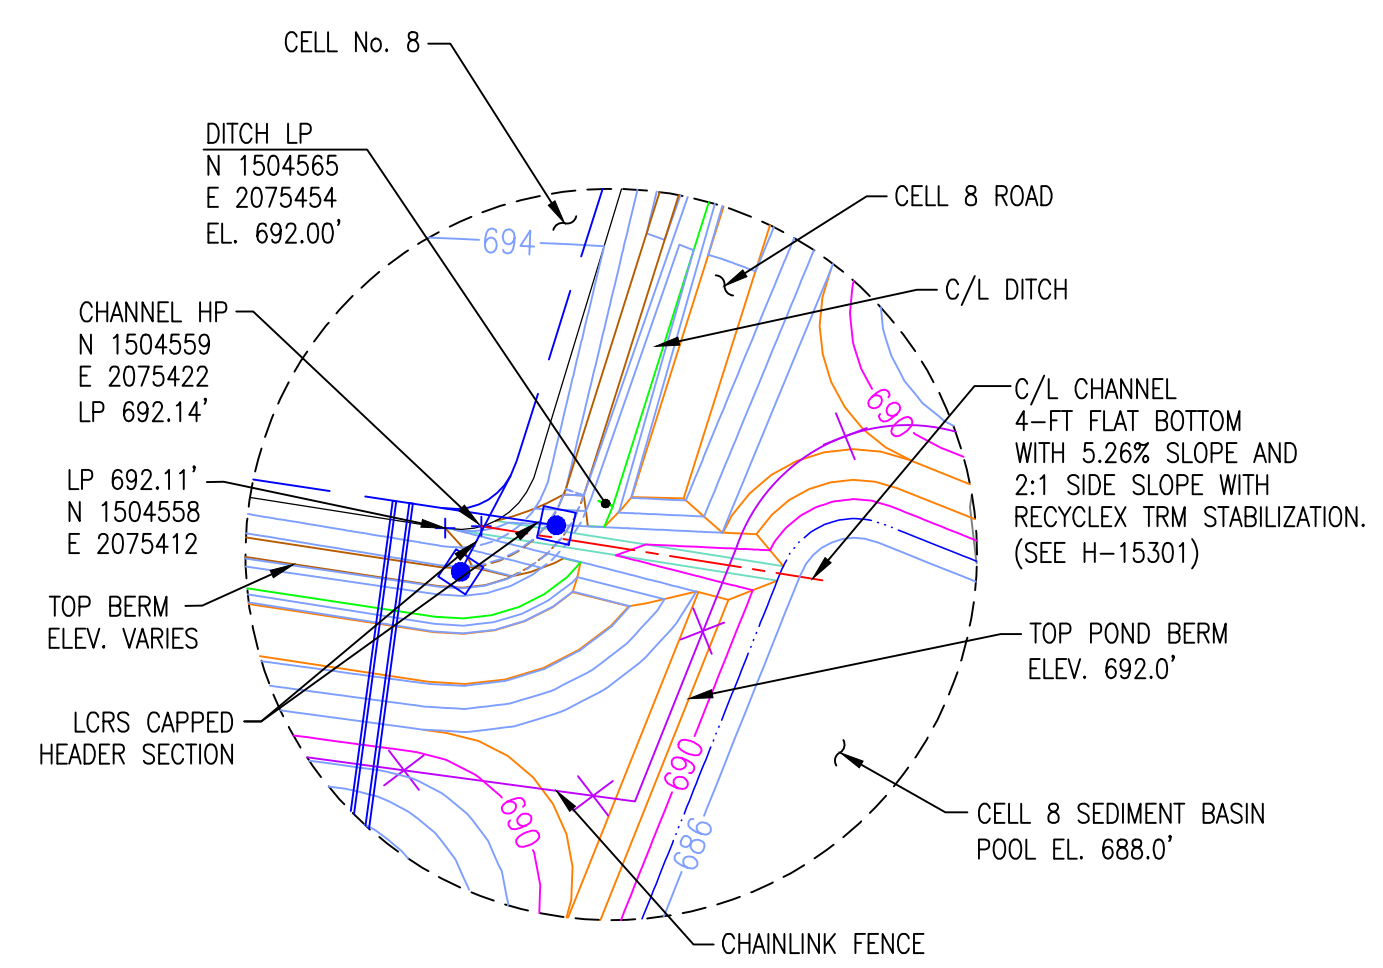 CELL No. 8
DITCH LP
N 1504565
E 2075454
EL. 692.00'
CELL 8 ROAD
694
C/L DITCH
CHANNEL HP
N 1504559
E 2075422
LP 692.14'
690
C/L CHANNEL
4-FT FLAT BOTTOM
WITH 5.26% SLOPE AND
2:1 SIDE SLOPE WITH
RECYCLEX TRM STABILIZATION.
(SEE H-15301)
LP 692.11'
N 1504558
E 2075412
TOP BERM
ELEV. VARIES
TOP POND BERM
ELEV. 692.0'
LCRS CAPPED
HEADER SECTION
690
690
686
CELL 8 SEDIMENT BASIN
POOL EL. 688.0'
CHAINLINK FENCE